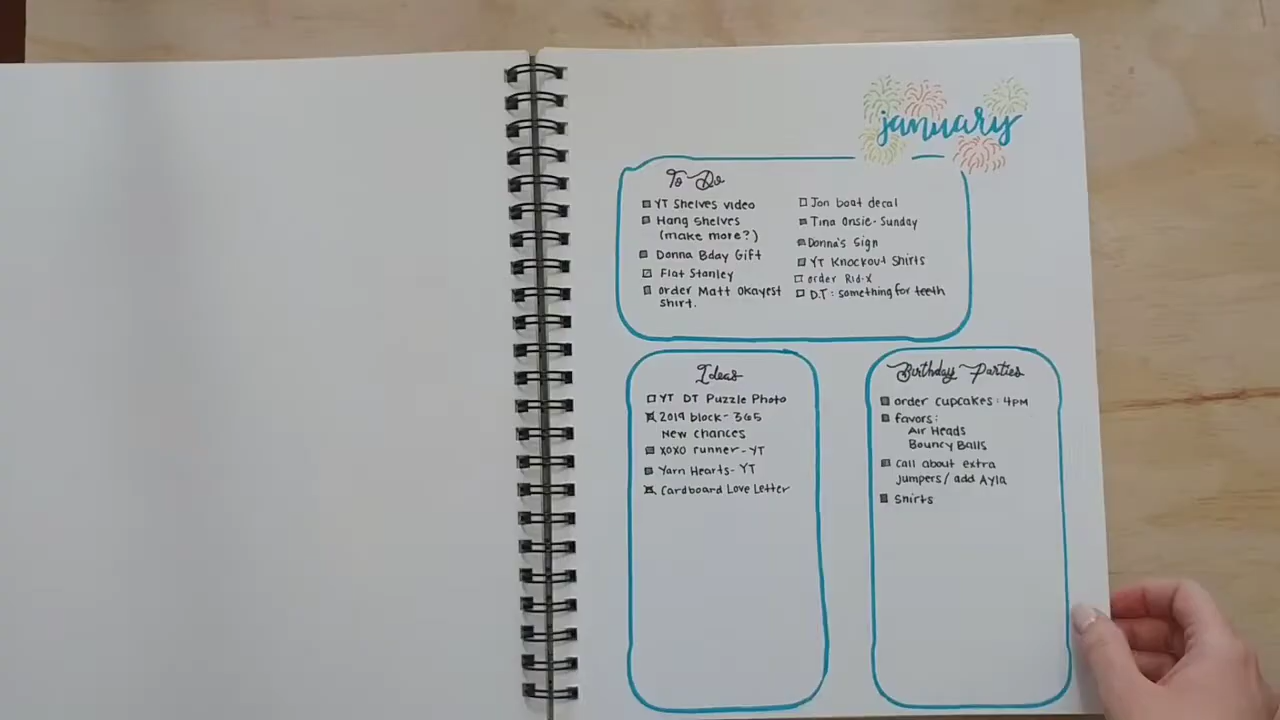 january
To Do
YT Shelves video
Hang shelves
(make more?)
Donna Bday Gift
Flat Stanley
order Matt Okayest
shirt.
Jon boat decal
Tina Onsie - Sunday
Donna's Sign
YT Knockout Shirts
order Rid-X
D.T: something for teeth
Ideas
YT DT Puzzle Photo
2019 block - 365
New chances
XOXO runner - YT
Yarn Hearts - YT
Cardboard Love Letter
Birthday Parties
order cupcakes: 4PM
favors:
Air Heads
Bouncy Balls
call about extra
jumpers/ add Ayla
shirts